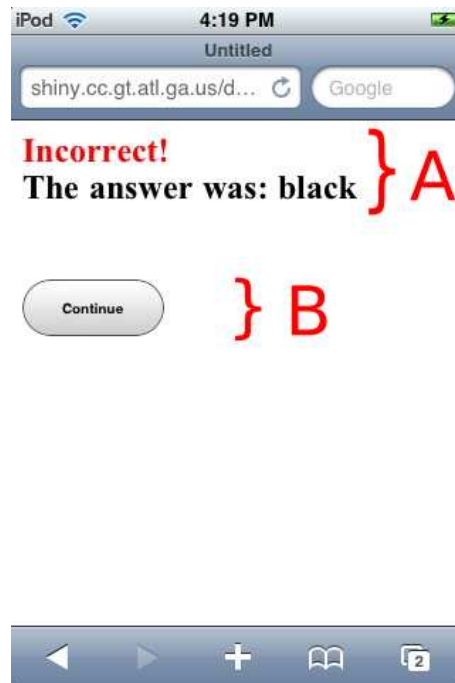 iPod 4:19 PM
Untitled
shiny.cc.gt.atl.ga.us/d... Google
Incorrect!
The answer was: black } A
Continue } B
2